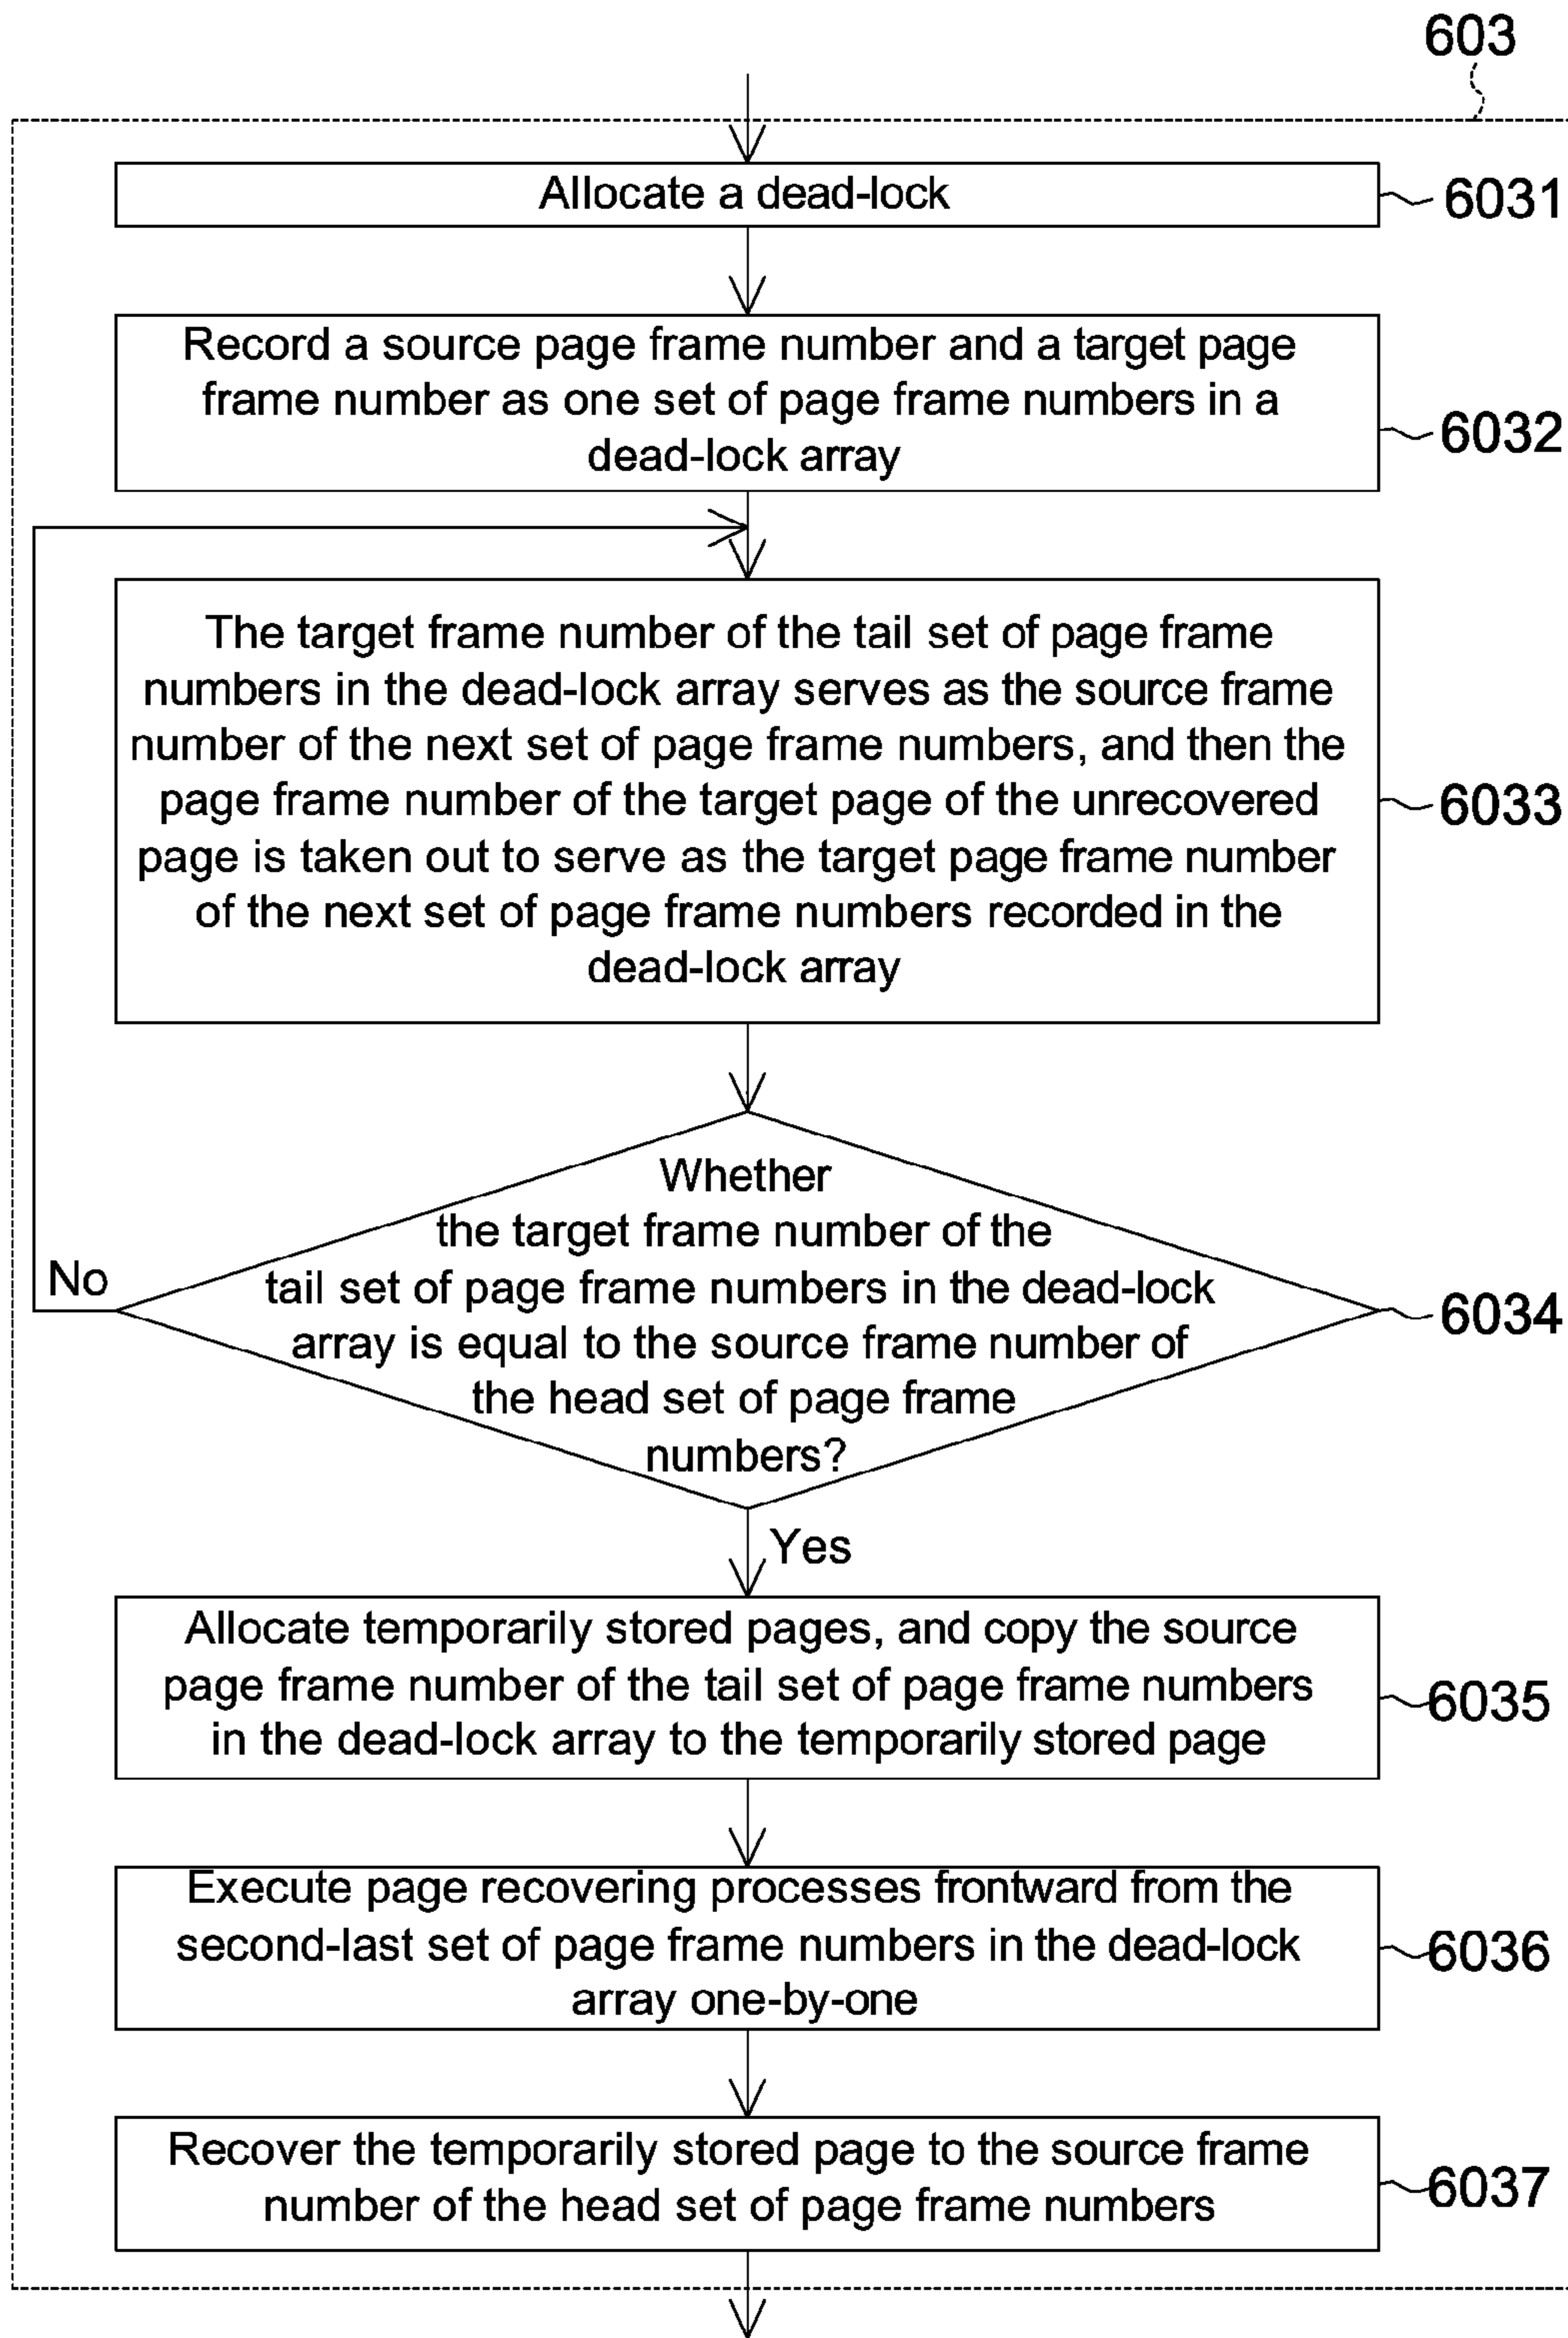 603
Allocate a dead-lock
6031
Record a source page frame number and a target page
frame number as one set of page frame numbers in a
dead-lock array
6032
The target frame number of the tail set of page frame
numbers in the dead-lock array serves as the source frame
number of the next set of page frame numbers, and then the
page frame number of the target page of the unrecovered
page is taken out to serve as the target page frame number
of the next set of page frame numbers recorded in the
dead-lock array
6033
Whether
the target frame number of the
tail set of page frame numbers in the dead-lock
array is equal to the source frame number of
the head set of page frame
numbers?
No
6034
Yes
Allocate temporarily stored pages, and copy the source
page frame number of the tail set of page frame numbers
in the dead-lock array to the temporarily stored page
6035
Execute page recovering processes frontward from the
second-last set of page frame numbers in the dead-lock
array one-by-one
6036
Recover the temporarily stored page to the source frame
number of the head set of page frame numbers
6037